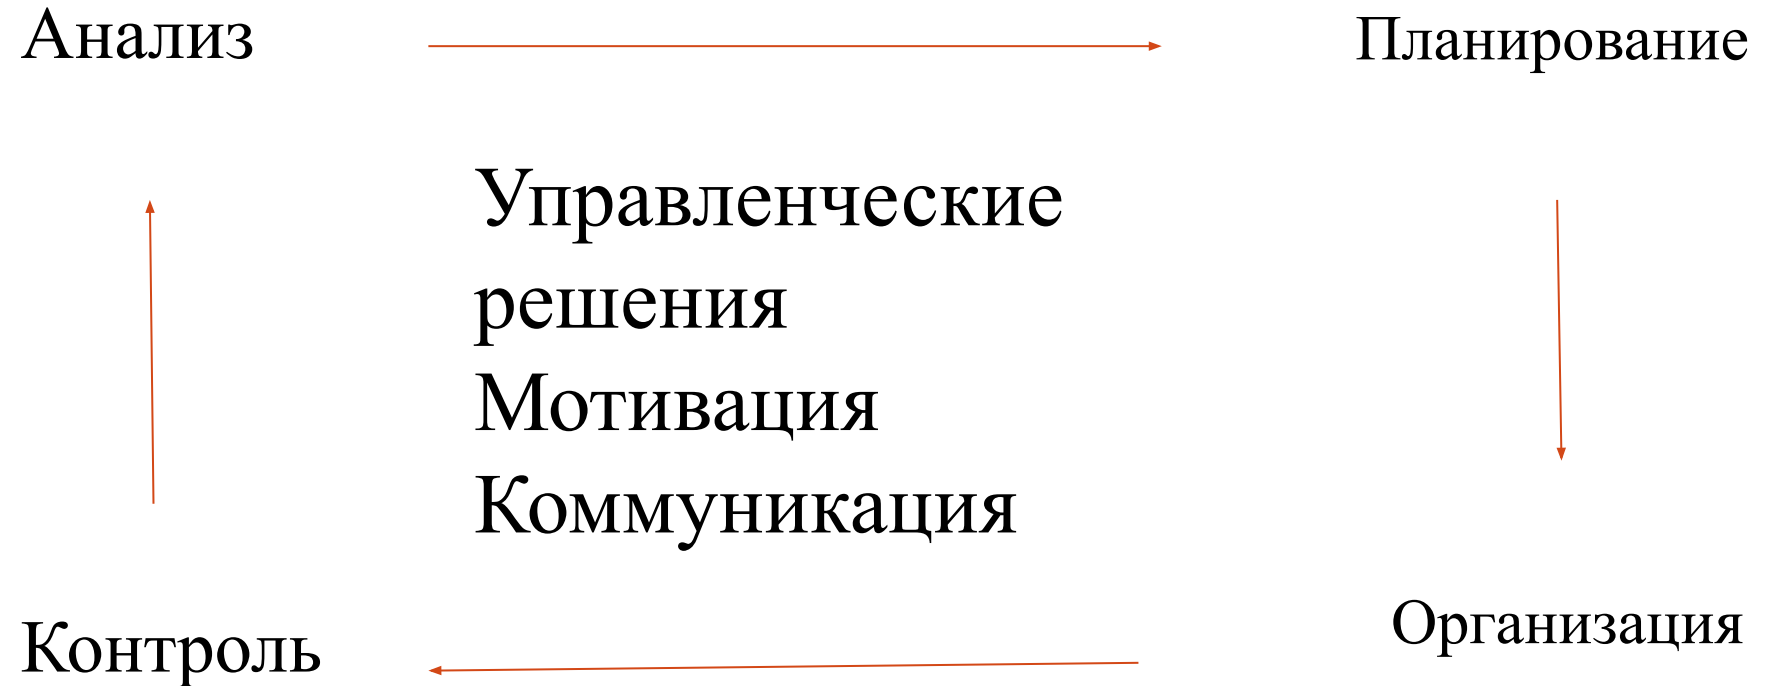 Анализ
Планирование
Управленческие
решения
Мотивация
Коммуникация
Организация
Контроль